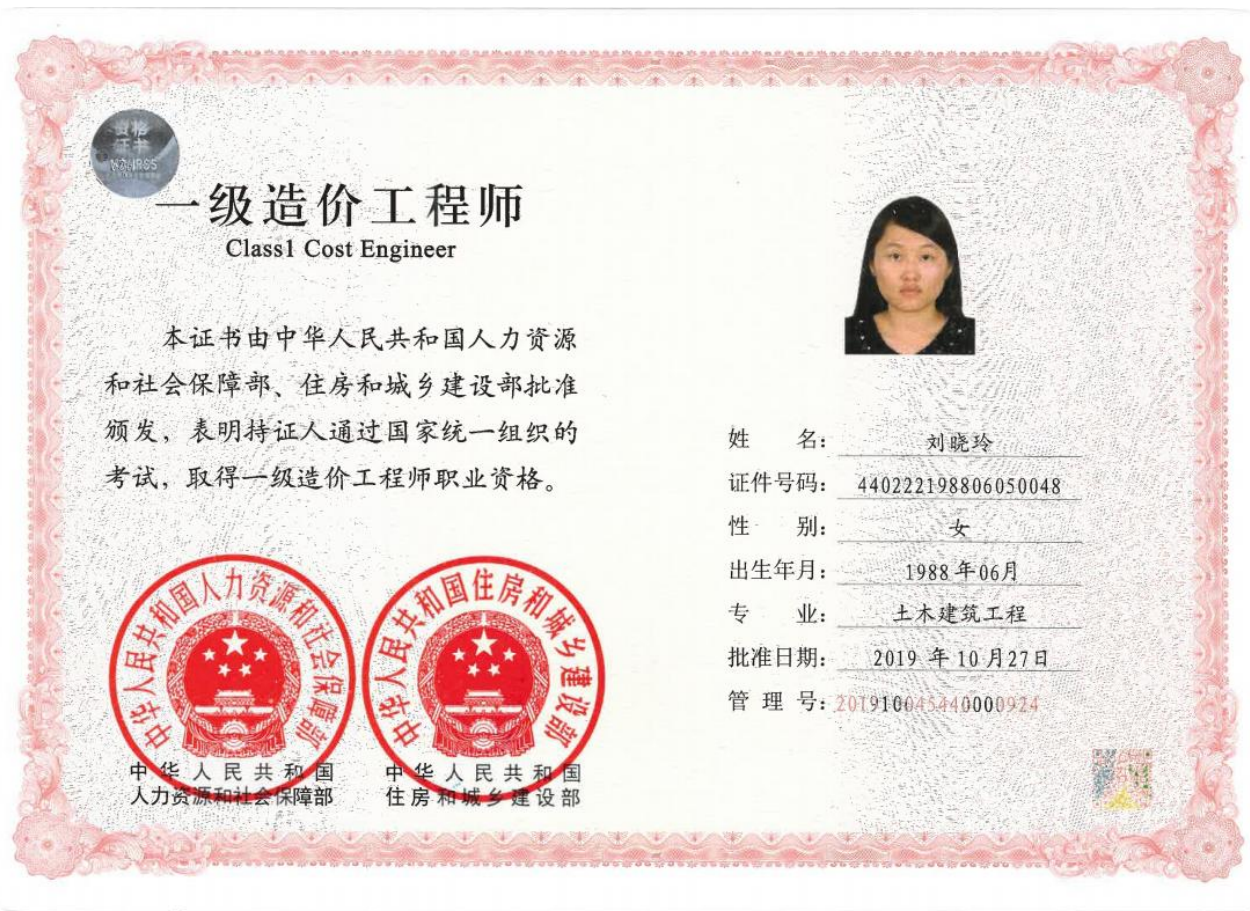 资格
证书
一级造价工程师
Class1 Cost Engineer
本证书由中华人民共和国人力资源
和社会保障部、住房和城乡建设部批准
颁发，表明持证人通过国家统一组织的
考试，取得一级造价工程师职业资格。
中华人民共和国人力资源和社会保障部
中华人民共和国住房和城乡建设部
中华人民共和国
人力资源和社会保障部
中华人民共和国
住房和城乡建设部
姓 名： 刘晓玲
证件号码： 440222198806050048
性 别： 女
出生年月： 1988年06月
专 业： 土木建筑工程
批准日期： 2019 年 10 月27日
管 理 号： 201910045440000924